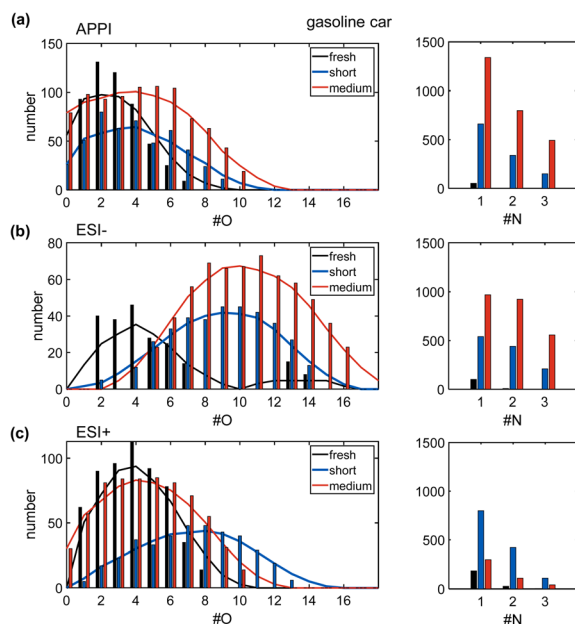 (a)
APPI
gasoline car
150
100
50
0
number
fresh
short
medium
0 2 4 6 8 10 12 14 16
#O
1500
1000
500
0
1 2 3
#N
(b)
ESI-
80
60
40
20
0
number
fresh
short
medium
0 2 4 6 8 10 12 14 16
#O
1500
1000
500
0
1 2 3
#N
(c)
ESI+
100
50
0
number
fresh
short
medium
0 2 4 6 8 10 12 14 16
#O
1500
1000
500
0
1 2 3
#N